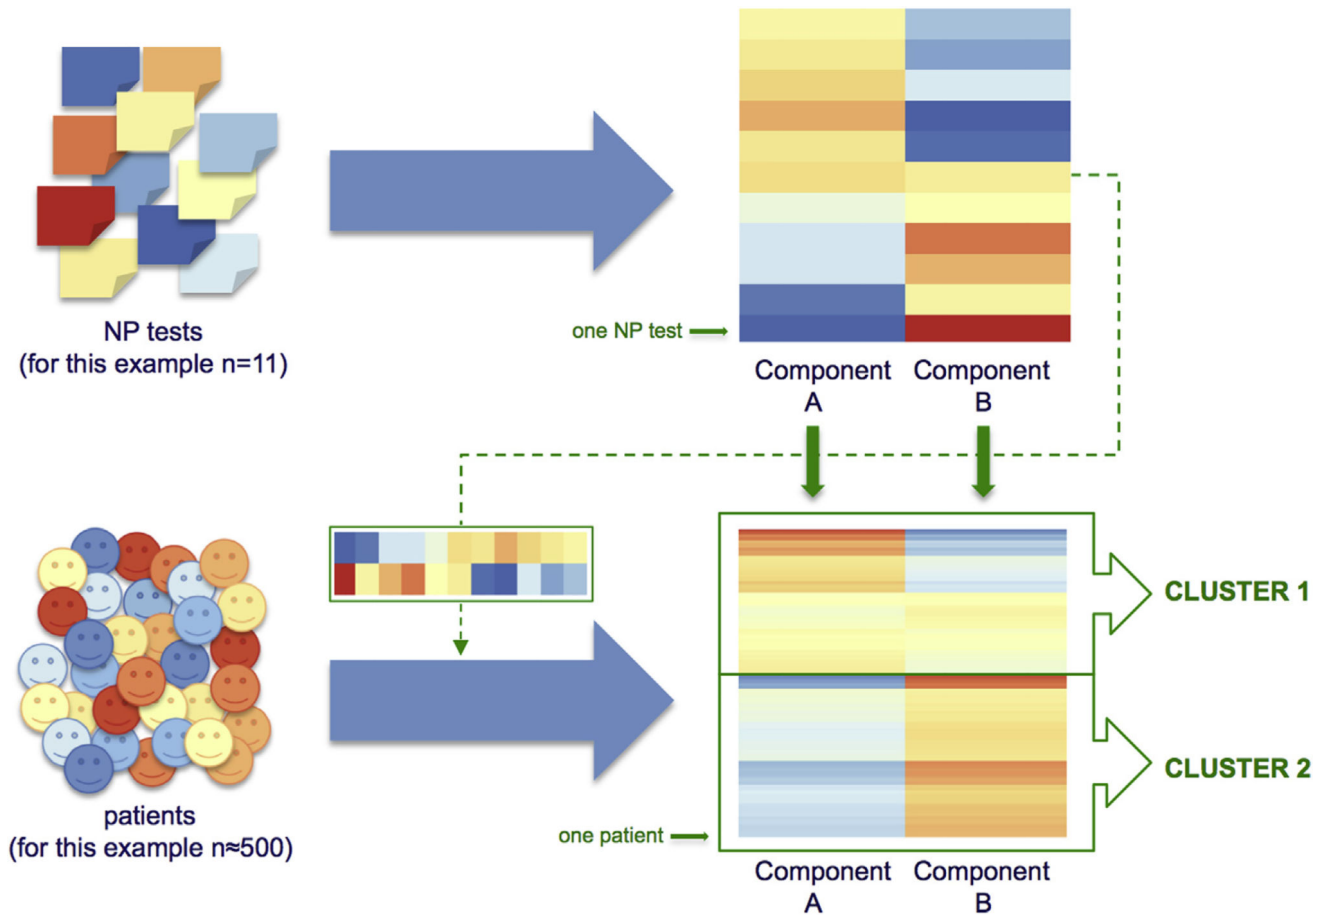 NP tests
(for this example n=11)
one NP test
Component
A
Component
B
patients
(for this example n≈500)
one patient
CLUSTER 1
CLUSTER 2
Component
A
Component
B